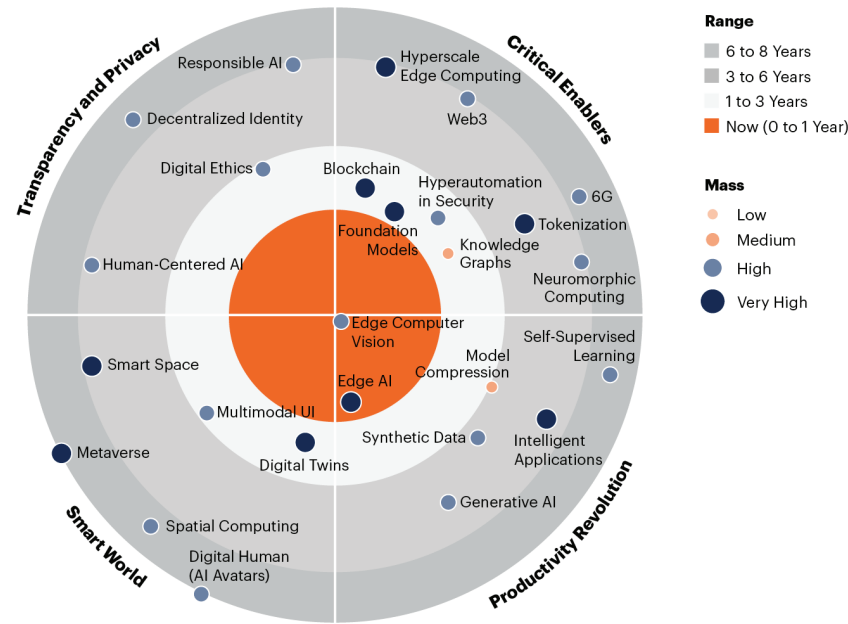 Transparency and Privacy
Critical Enablers
Responsible AI
Hyperscale
Edge Computing
Web3
Decentralized Identity
Digital Ethics
Blockchain
Hyperautomation
in Security
6G
Tokenization
Foundation
Models
Knowledge
Graphs
Human-Centered AI
Neuromorphic
Computing
Edge Computer
Vision
Self-Supervised
Learning
Model
Compression
Smart Space
Edge AI
Multimodal UI
Synthetic Data
Intelligent
Applications
Metaverse
Digital Twins
Generative AI
Spatial Computing
Digital Human
(AI Avatars)
Smart World
Productivity Revolution
Range
6 to 8 Years
3 to 6 Years
1 to 3 Years
Now (0 to 1 Year)
Mass
Low
Medium
High
Very High